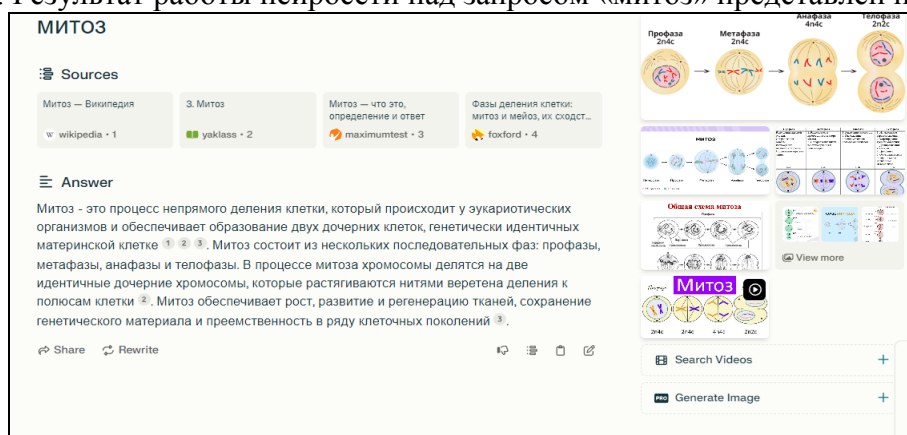 . Результат работы нейросети над запросом «митоз» представлен н
митоз
Sources
Митоз — Википедия
wikipedia • 1
3. Митоз
yaklass • 2
Митоз — что это,
определение и ответ
maximumtest • 3
Фазы деления клетки:
митоз и мейоз, их сходст...
foxford • 4
Answer
Митоз - это процесс непрямого деления клетки, который происходит у эукариотических
организмов и обеспечивает образование двух дочерних клеток, генетически идентичных
материнской клетке 1 2 3. Митоз состоит из нескольких последовательных фаз: профазы,
метафазы, анафазы и телофазы. В процессе митоза хромосомы делятся на две
идентичные дочерние хромосомы, которые растягиваются нитями веретена деления к
полюсам клетки 2. Митоз обеспечивает рост, развитие и регенерацию тканей, сохранение
генетического материала и преемственность в ряду клеточных поколений 3.
Share
Rewrite
Профаза
2n4c
Метафаза
2n4c
Анафаза
4n4c
Телофаза
2n2c
митоз
Общая схема митоза
View more
Митоз
2n4c
2n4c
4n4c
2n2c
Search Videos
PRO
Generate Image